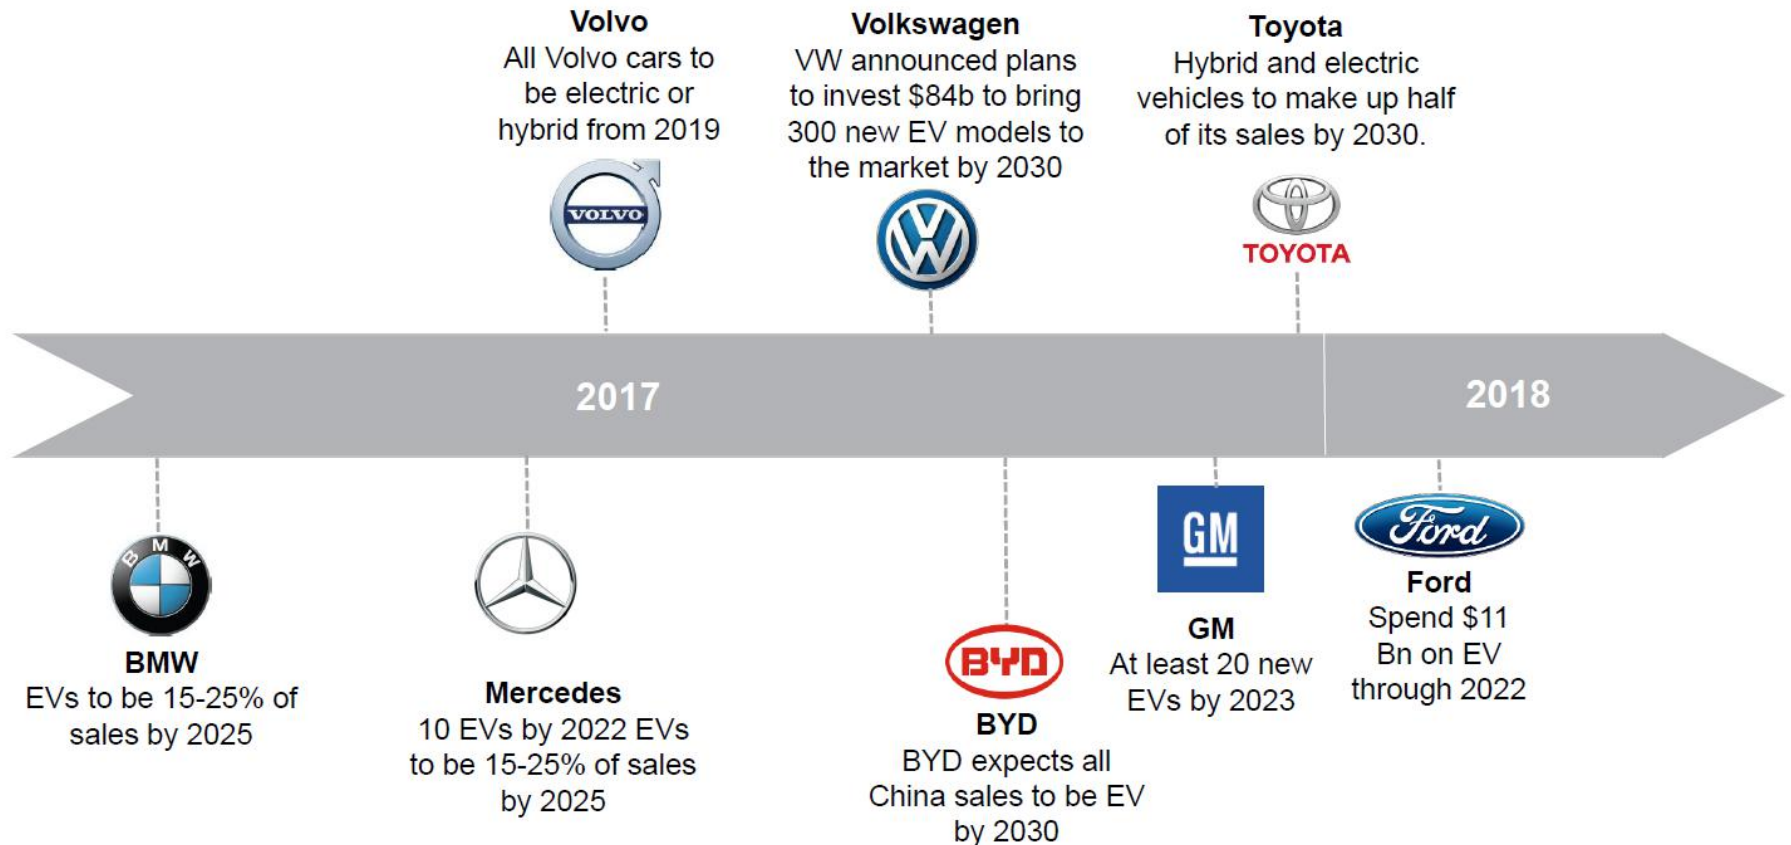 Volvo
All Volvo cars to
be electric or
hybrid from 2019
VOLVO
Volkswagen
VW announced plans
to invest $84b to bring
300 new EV models to
the market by 2030
Toyota
Hybrid and electric
vehicles to make up half
of its sales by 2030.
TOYOTA
2017
2018
BMW
BMW
EVs to be 15-25% of
sales by 2025
Mercedes
10 EVs by 2022 EVs
to be 15-25% of sales
by 2025
BYD
BYD
BYD expects all
China sales to be EV
by 2030
GM
GM
At least 20 new
EVs by 2023
Ford
Ford
Spend $11
Bn on EV
through 2022